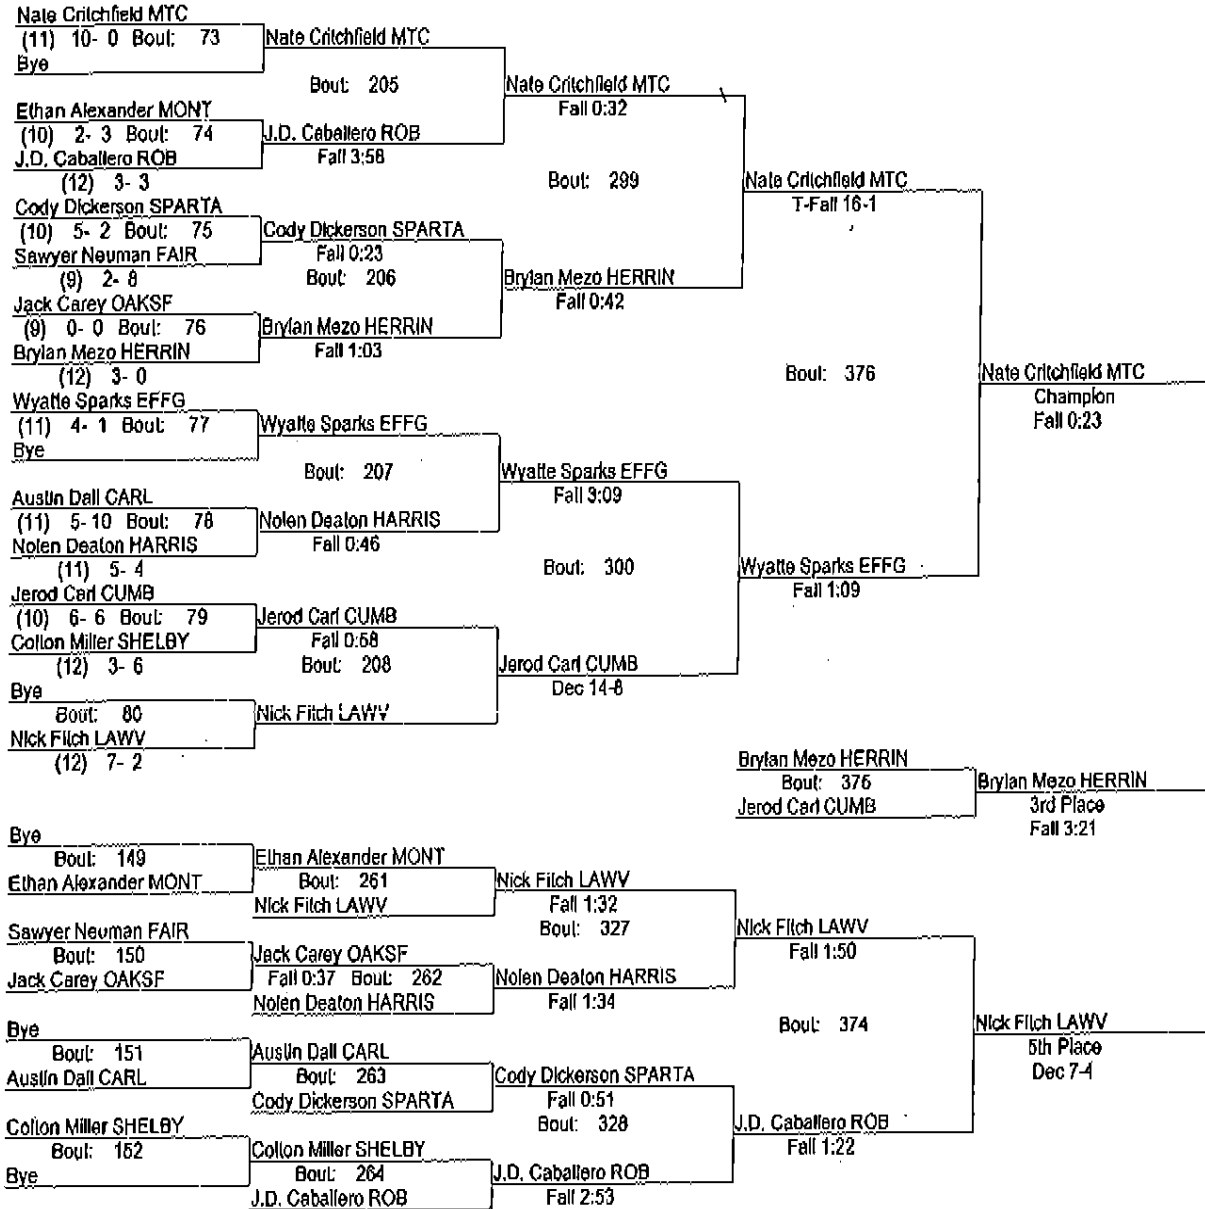 Nate Critchfield MTC
(11) 10- 0 Bout: 73
Bye
Nate Critchfield MTC
Bout: 205
Nate Critchfield MTC
Fall 0:32
Ethan Alexander MONT
(10) 2- 3 Bout: 74
J.D. Caballero ROB
(12) 3- 3
J.D. Caballero ROB
Fall 3:58
Bout: 299
Nate Critchfield MTC
T-Fall 16-1
Cody Dickerson SPARTA
(10) 5- 2 Bout: 75
Sawyer Neuman FAIR
(9) 2- 8
Cody Dickerson SPARTA
Fall 0:23
Bout: 206
Brylan Mezo HERRIN
Fall 0:42
Jack Carey OAKSF
(9) 0- 0 Bout: 76
Brylan Mezo HERRIN
(12) 3- 0
Brylan Mezo HERRIN
Fall 1:03
Bout: 376
Nate Critchfield MTC
Champion
Fall 0:23
Wyatte Sparks EFFG
(11) 4- 1 Bout: 77
Bye
Wyatte Sparks EFFG
Bout: 207
Wyatte Sparks EFFG
Fall 3:09
Austin Dall CARL
(11) 5- 10 Bout: 78
Nolen Deaton HARRIS
(11) 5- 4
Nolen Deaton HARRIS
Fall 0:46
Bout: 300
Wyatte Sparks EFFG
Fall 1:09
Jerod Carl CUMB
(10) 6- 6 Bout: 79
Colton Miller SHELBY
(12) 3- 6
Jerod Carl CUMB
Fall 0:58
Bout: 208
Jerod Carl CUMB
Dec 14-8
Bye
Bout: 80
Nick Fitch LAWV
(12) 7- 2
Nick Fitch LAWV
Brylan Mezo HERRIN
Bout: 375
Jerod Carl CUMB
Brylan Mezo HERRIN
3rd Place
Fall 3:21
Bye
Bout: 149
Ethan Alexander MONT
Ethan Alexander MONT
Bout: 261
Nick Fitch LAWV
Nick Fitch LAWV
Fall 1:32
Bout: 327
Nick Fitch LAWV
Fall 1:50
Sawyer Neuman FAIR
Bout: 150
Jack Carey OAKSF
Jack Carey OAKSF
Fall 0:37 Bout: 262
Nolen Deaton HARRIS
Nolen Deaton HARRIS
Fall 1:34
Bout: 374
Nick Fitch LAWV
5th Place
Dec 7-4
Bye
Bout: 151
Austin Dall CARL
Austin Dall CARL
Bout: 263
Cody Dickerson SPARTA
Cody Dickerson SPARTA
Fall 0:51
Bout: 328
J.D. Caballero ROB
Fall 1:22
Colton Miller SHELBY
Bout: 152
Bye
Colton Miller SHELBY
Bout: 264
J.D. Caballero ROB
J.D. Caballero ROB
Fall 2:53